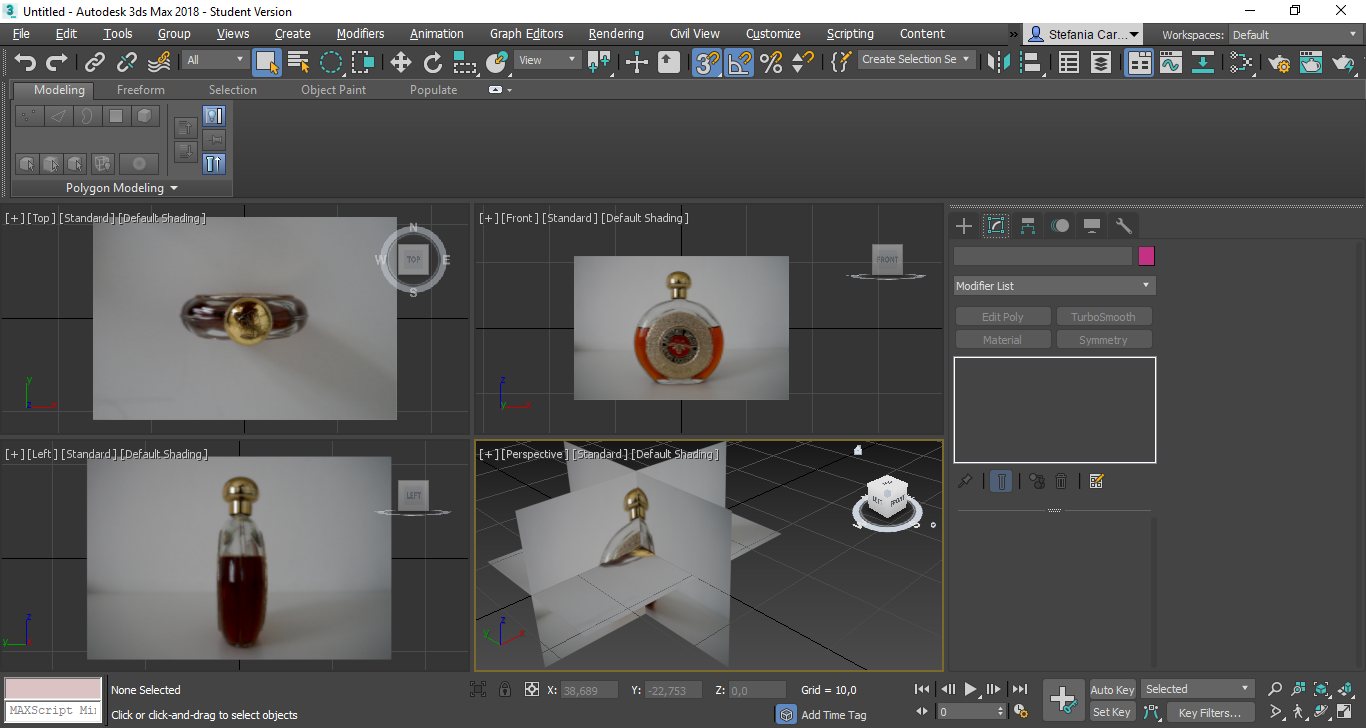 Untitled - Autodesk 3ds Max 2018 - Student Version
File Edit Tools Group Views Create Modifiers Animation Graph Editors Rendering Civil View Customize Scripting Content » Stefania Car... Workspaces: Default
All View Create Selection Se
Modeling Freeform Selection Object Paint Populate
Polygon Modeling
[+] [Top] [Standard] [Default Shading]
N
W TOP E
S
y
z x
[+] [Front] [Standard] [Default Shading]
FRONT
z
y x
Modifier List
Edit Poly TurboSmooth
Material Symmetry
[+] [Left] [Standard] [Default Shading]
LEFT
z
y x
[+] [Perspective] [Standard] [Default Shading]
LEFT FRONT
z
y x
None Selected X: 38,689 Y: -22,753 Z: 0,0 Grid = 10,0 Auto Key Selected
MAXScript Mi
Click or click-and-drag to select objects Add Time Tag 0 Set Key Key Filters...